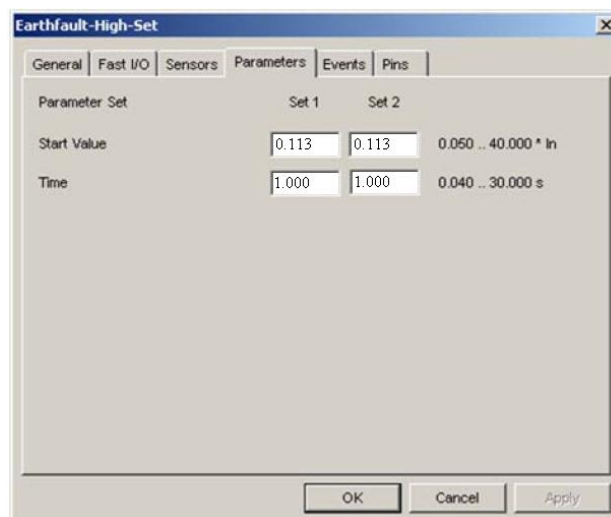 Earthfault-High-Set
General Fast I/O Sensors Parameters Events Pins
Parameter Set Set 1 Set 2
Start Value 0.113 0.113 0.050 .. 40.000 * In
Time 1.000 1.000 0.040 .. 30.000 s
OK Cancel Apply